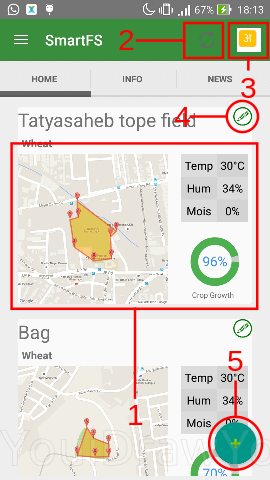 67% 18:13
SmartFS
2
31
HOME INFO NEWS
3
4
Tatyasaheb tope field
Wheat
Temp 30°C
Hum 34%
Mois 0%
96%
Crop Growth
Google
Bag
Wheat
1
5
Temp 30°C
Hum 34%
Mois 0%
+
70%